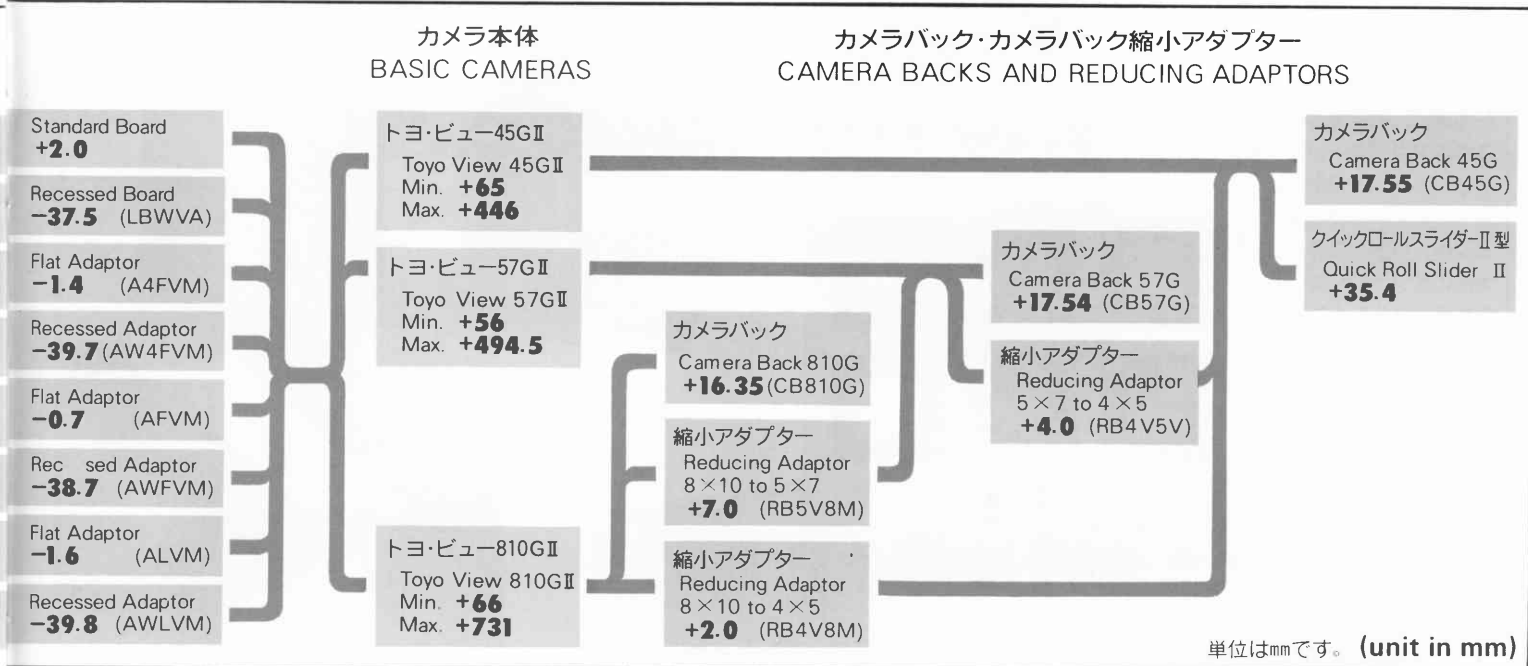 カメラ本体
BASIC CAMERAS
カメラバック・カメラバック縮小アダプター
CAMERA BACKS AND REDUCING ADAPTORS
Standard Board
+2.0
Recessed Board
−37.5 (LBWVA)
Flat Adaptor
−1.4 (A4FVM)
Recessed Adaptor
−39.7 (AW4FVM)
Flat Adaptor
−0.7 (AFVM)
Rec sed Adaptor
−38.7 (AWFVM)
Flat Adaptor
−1.6 (ALVM)
Recessed Adaptor
−39.8 (AWLVM)
トヨ・ビュー45GⅡ
Toyo View 45GⅡ
Min. +65
Max. +446
トヨ・ビュー57GⅡ
Toyo View 57GⅡ
Min. +56
Max. +494.5
トヨ・ビュー810GⅡ
Toyo View 810GⅡ
Min. +66
Max. +731
カメラバック
Camera Back 810G
+16.35 (CB810G)
縮小アダプター
Reducing Adaptor
8×10 to 5×7
+7.0 (RB5V8M)
縮小アダプター
Reducing Adaptor
8×10 to 4×5
+2.0 (RB4V8M)
カメラバック
Camera Back 57G
+17.54 (CB57G)
縮小アダプター
Reducing Adaptor
5×7 to 4×5
+4.0 (RB4V5V)
カメラバック
Camera Back 45G
+17.55 (CB45G)
クイックロールスライダーⅡ型
Quick Roll Slider Ⅱ
+35.4
単位はmmです。 (unit in mm)